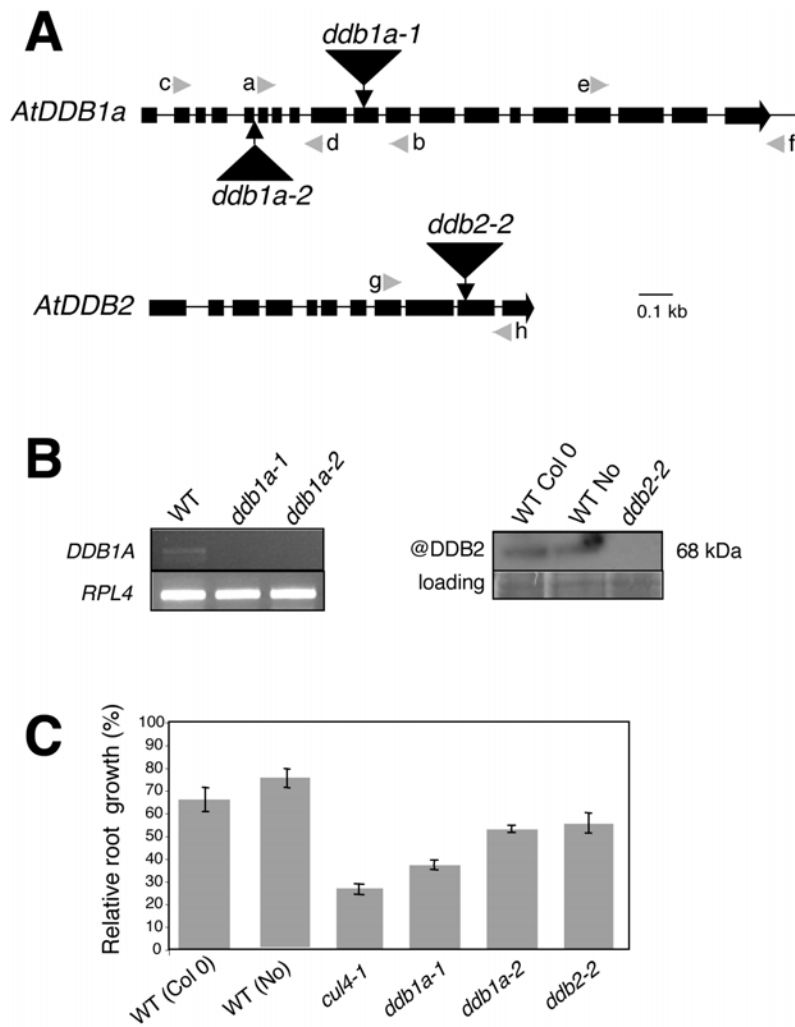 A
ddb1a-1
c
a
e
AtDDB1a
d
b
f
ddb1a-2
ddb2-2
g
AtDDB2
0.1 kb
h
B
WT
ddb1a-1
ddb1a-2
WT Col 0
WT No
ddb2-2
DDB1A
RPL4
@DDB2
68 kDa
loading
C
Relative root growth (%)
100
90
80
70
60
50
40
30
20
10
0
WT (Col 0)
WT (No)
cul4-1
ddb1a-1
ddb1a-2
ddb2-2